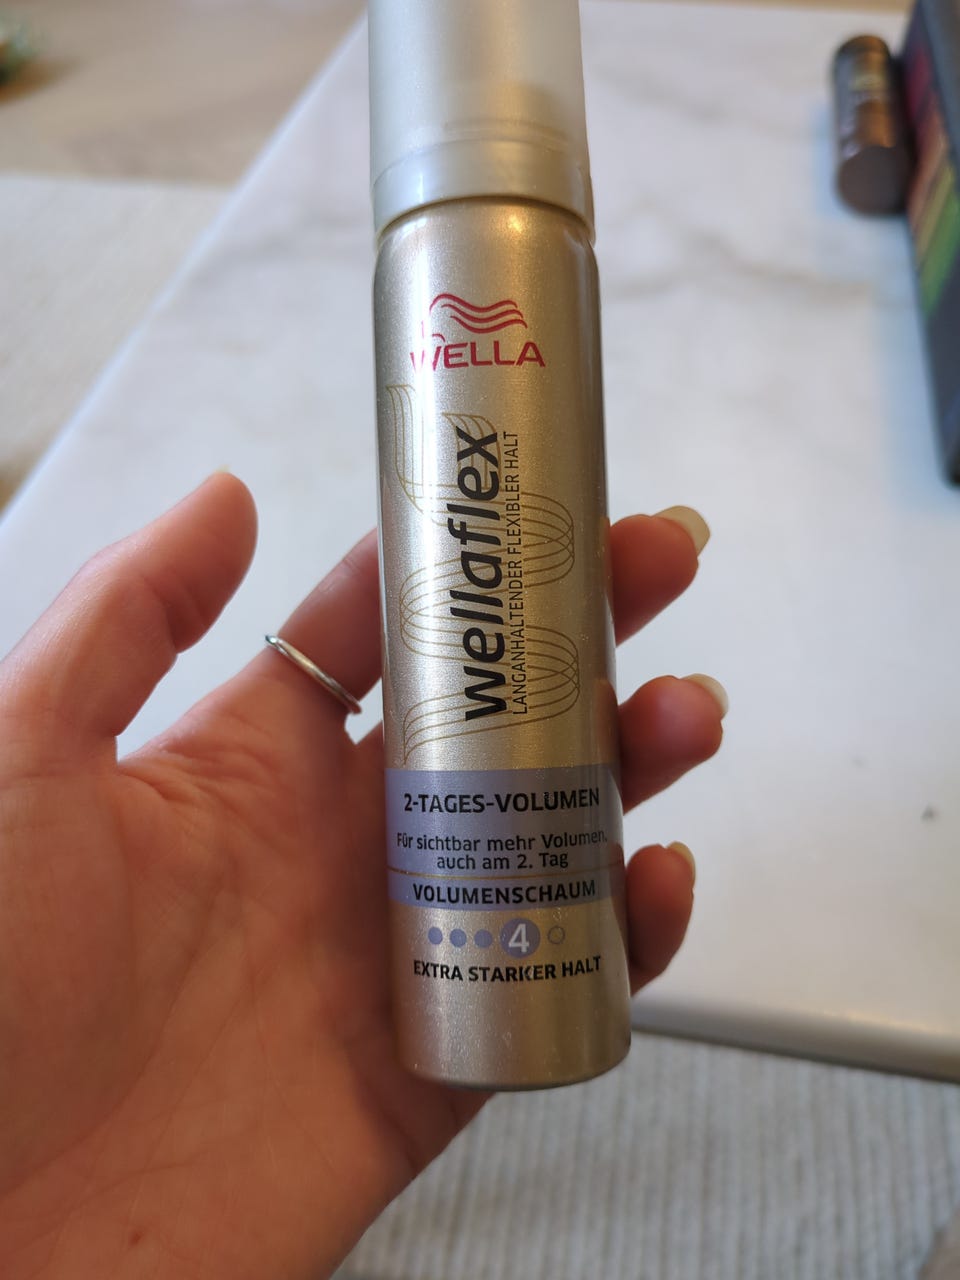 WELLA
wellaflex
LANGANHALTENDER FLEXIBLER HALT
2-TAGES-VOLUMEN
Für sichtbar mehr Volumen,
auch am 2. Tag
VOLUMENSCHAUM
4
EXTRA STARKER HALT